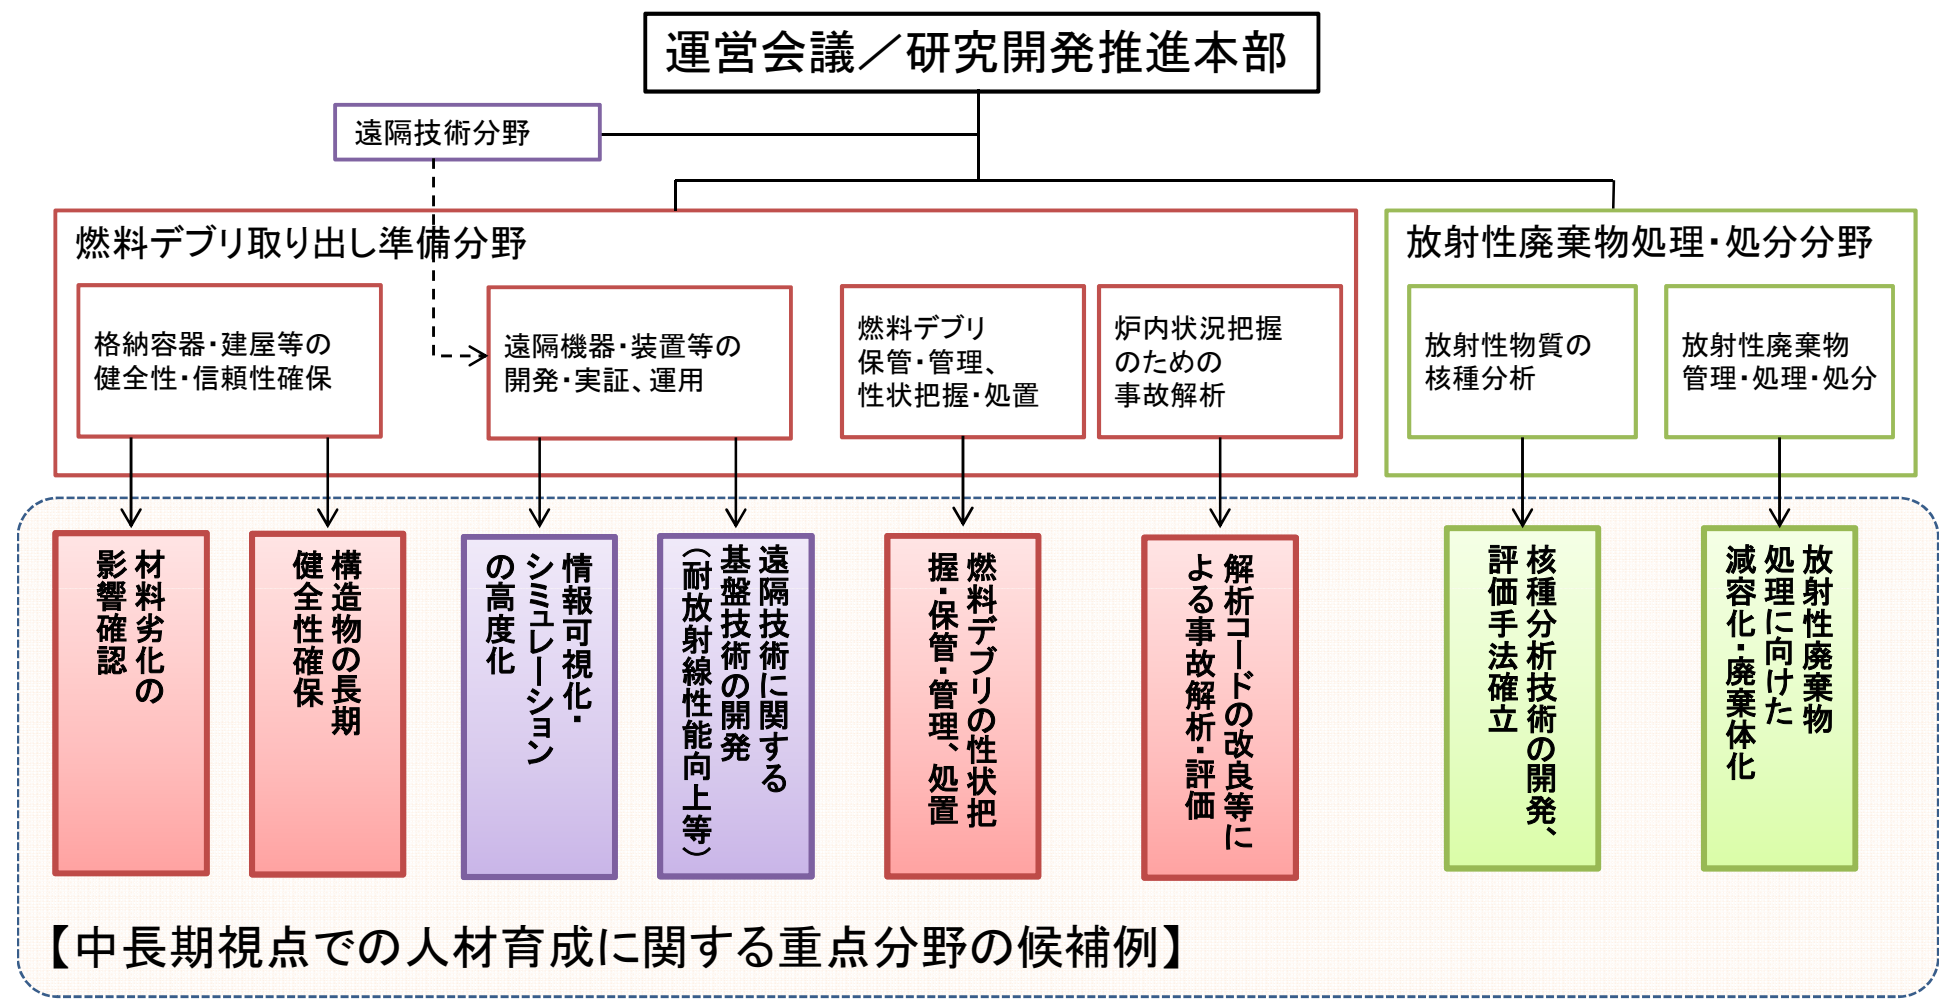 運営会議／研究開発推進本部
遠隔技術分野
燃料デブリ取り出し準備分野
格納容器・建屋等の
健全性・信頼性確保
遠隔機器・装置等の
開発・実証、運用
燃料デブリ
保管・管理、
性状把握・処置
炉内状況把握
のための
事故解析
放射性廃棄物処理・処分分野
放射性物質の
核種分析
放射性廃棄物
管理・処理・処分
材料劣化の
影響確認
構造物の長期
健全性確保
情報可視化・
シミュレーション
の高度化
遠隔技術に関する
基盤技術の開発
（耐放射線性能向上等）
燃料デブリの性状把
握・保管・管理、処置
解析コードの改良等に
よる事故解析・評価
核種分析技術の開発、
評価手法確立
放射性廃棄物
処理に向けた
減容化・廃棄体化
【中長期視点での人材育成に関する重点分野の候補例】